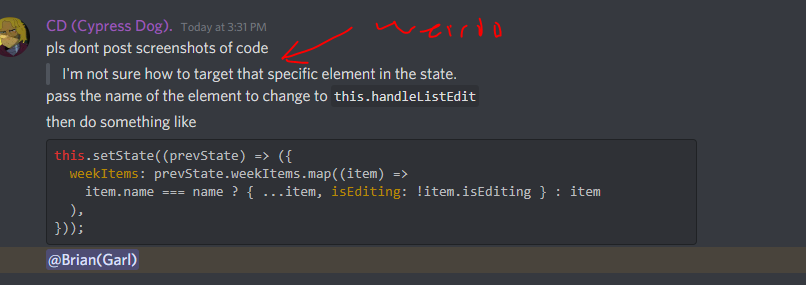 CD (Cypress Dog). Today at 3:31 PM
werrdo
pls dont post screenshots of code
I'm not sure how to target that specific element in the state.
pass the name of the element to change to this.handleListEdit
then do something like
this.setState((prevState) => ({
  weekItems: prevState.weekItems.map((item) =>
    item.name === name ? { ...item, isEditing: !item.isEditing } : item
  ),
}));
@Brian(Garl)